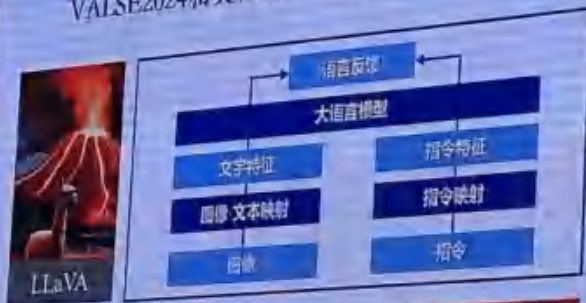 VALSE2024
语言反馈
大语言模型
文字特征
指令特征
图像-文本映射
指令映射
图像
指令
LLaVA